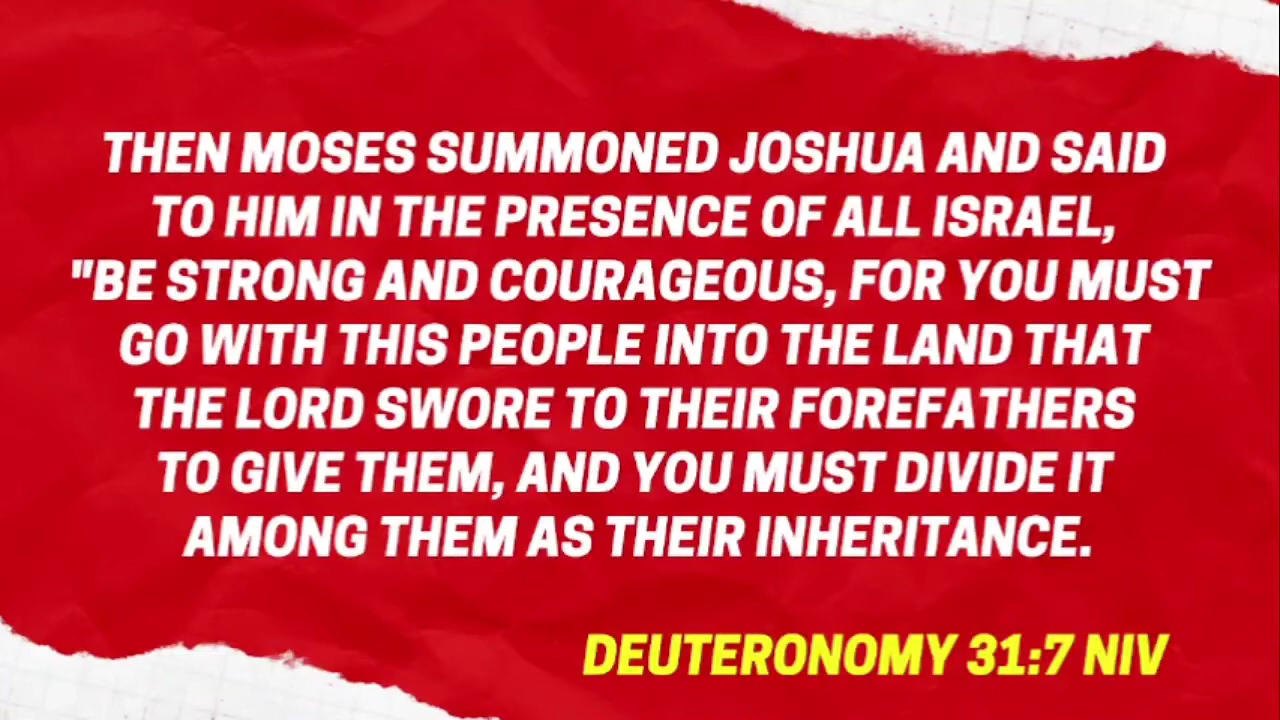 THEN MOSES SUMMONED JOSHUA AND SAID
TO HIM IN THE PRESENCE OF ALL ISRAEL,
"BE STRONG AND COURAGEOUS, FOR YOU MUST
GO WITH THIS PEOPLE INTO THE LAND THAT
THE LORD SWORE TO THEIR FOREFATHERS
TO GIVE THEM, AND YOU MUST DIVIDE IT
AMONG THEM AS THEIR INHERITANCE.
DEUTERONOMY 31:7 NIV